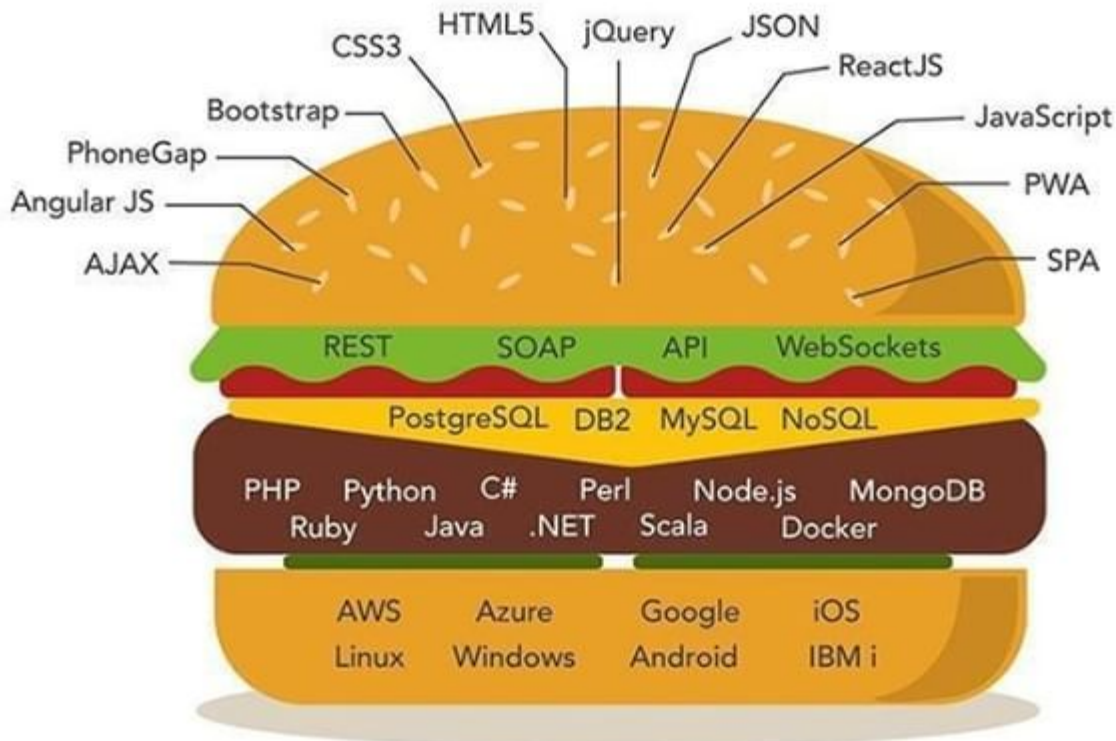 HTML5
jQuery
JSON
CSS3
ReactJS
Bootstrap
JavaScript
PhoneGap
PWA
Angular JS
AJAX
SPA
REST SOAP API WebSockets
PostgreSQL DB2 MySQL NoSQL
PHP Python C# Perl Node.js MongoDB
Ruby Java .NET Scala Docker
AWS Azure Google iOS
Linux Windows Android IBM i